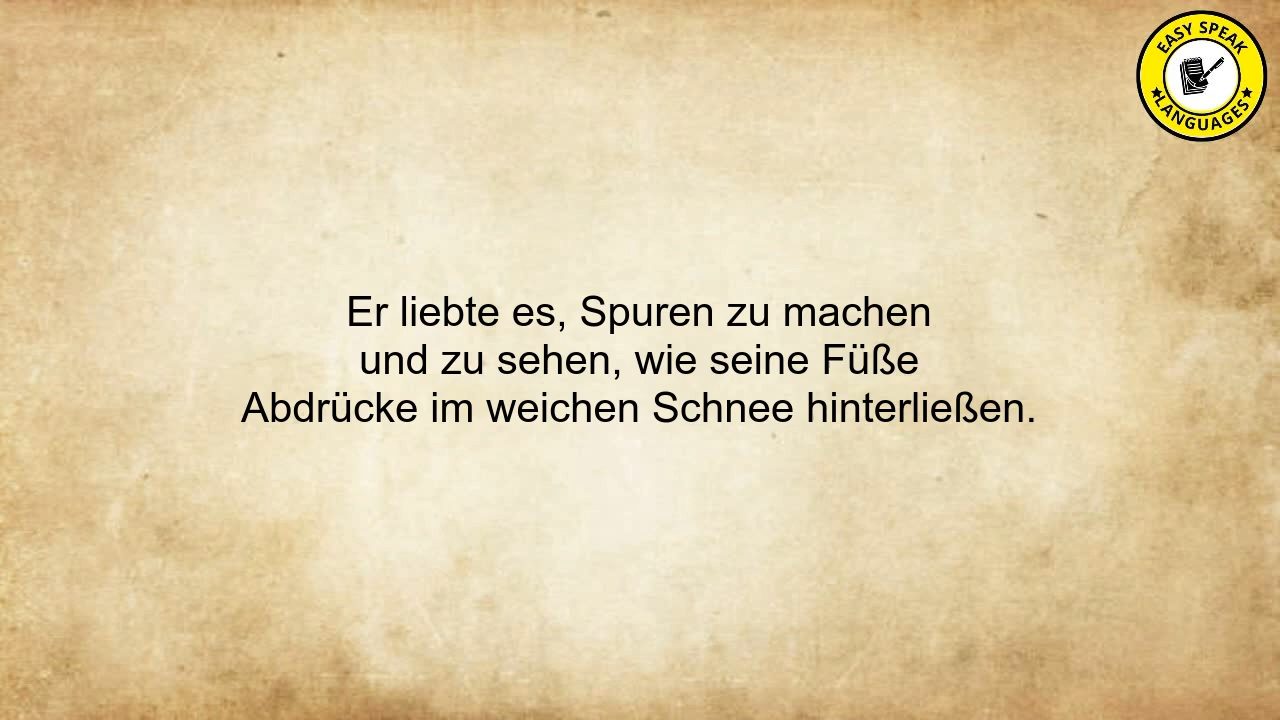 EASY SPEAK
LANGUAGES
Er liebte es, Spuren zu machen
und zu sehen, wie seine Füße
Abdrücke im weichen Schnee hinterließen.